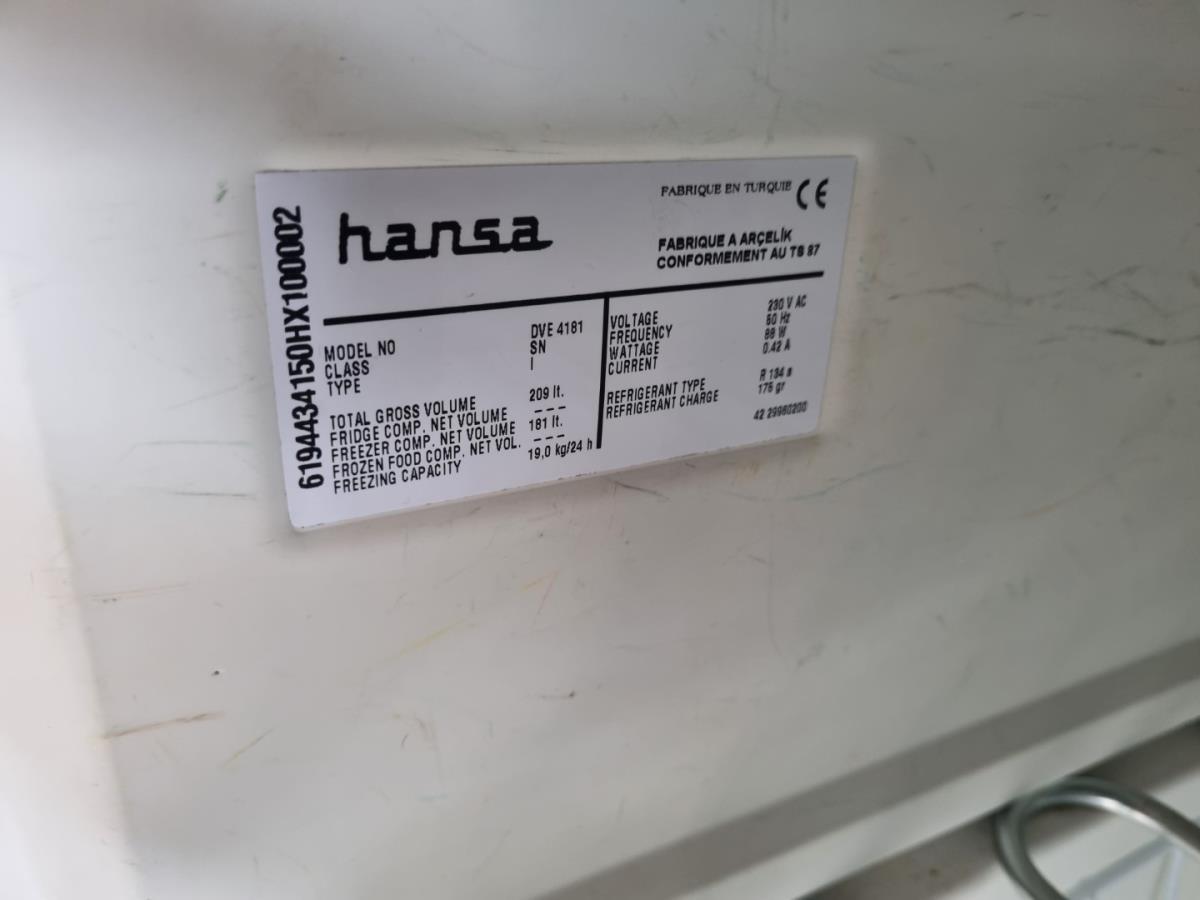 6194434150HX100002
hansa
FABRIQUE EN TURQUIE CE
FABRIQUE A ARÇELİK
CONFORMEMENT AU TS 87
MODEL NO DVE 4181
CLASS SN
TYPE I
TOTAL GROSS VOLUME 209 lt.
FRIDGE COMP. NET VOLUME ---
FREEZER COMP. NET VOLUME 181 lt.
FROZEN FOOD COMP. NET VOL. ---
FREEZING CAPACITY 19,0 kg/24 h
VOLTAGE 230 V AC
FREQUENCY 50 Hz
WATTAGE 88 W
CURRENT 0.42 A
REFRIGERANT TYPE R 134 a
REFRIGERANT CHARGE 175 gr
42 29980200